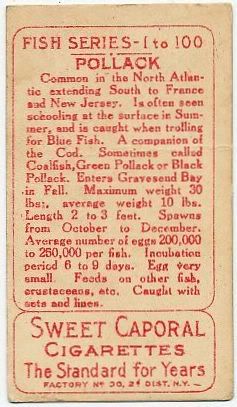 FISH SERIES-1 to 100
POLLACK
Common in the North Atlan-
tic extending South to France
and New Jersey. Is often seen
schooling at the surface in Sum-
mer, and is caught when trolling
for Blue Fish. A companion
of the Cod. Sometimes called
Coalfish, Green Pollack or Black
Pollack. Enters Gravesend Bay
in Fall. Maximum weight 30
lbs; average weight 10 lbs.
Length 2 to 3 feet. Spawns
from October to December.
Average number of eggs 200,000
to 250,000 per fish. Incubation
period 6 to 9 days. Egg very
small Feeds on other fish,
crustaceans, etc. Caught with
nets and lines.
SWEET CAPORAL
CIGARETTES
The Standard for Years
FACTORY No 30, 2d DIST. N.Y.